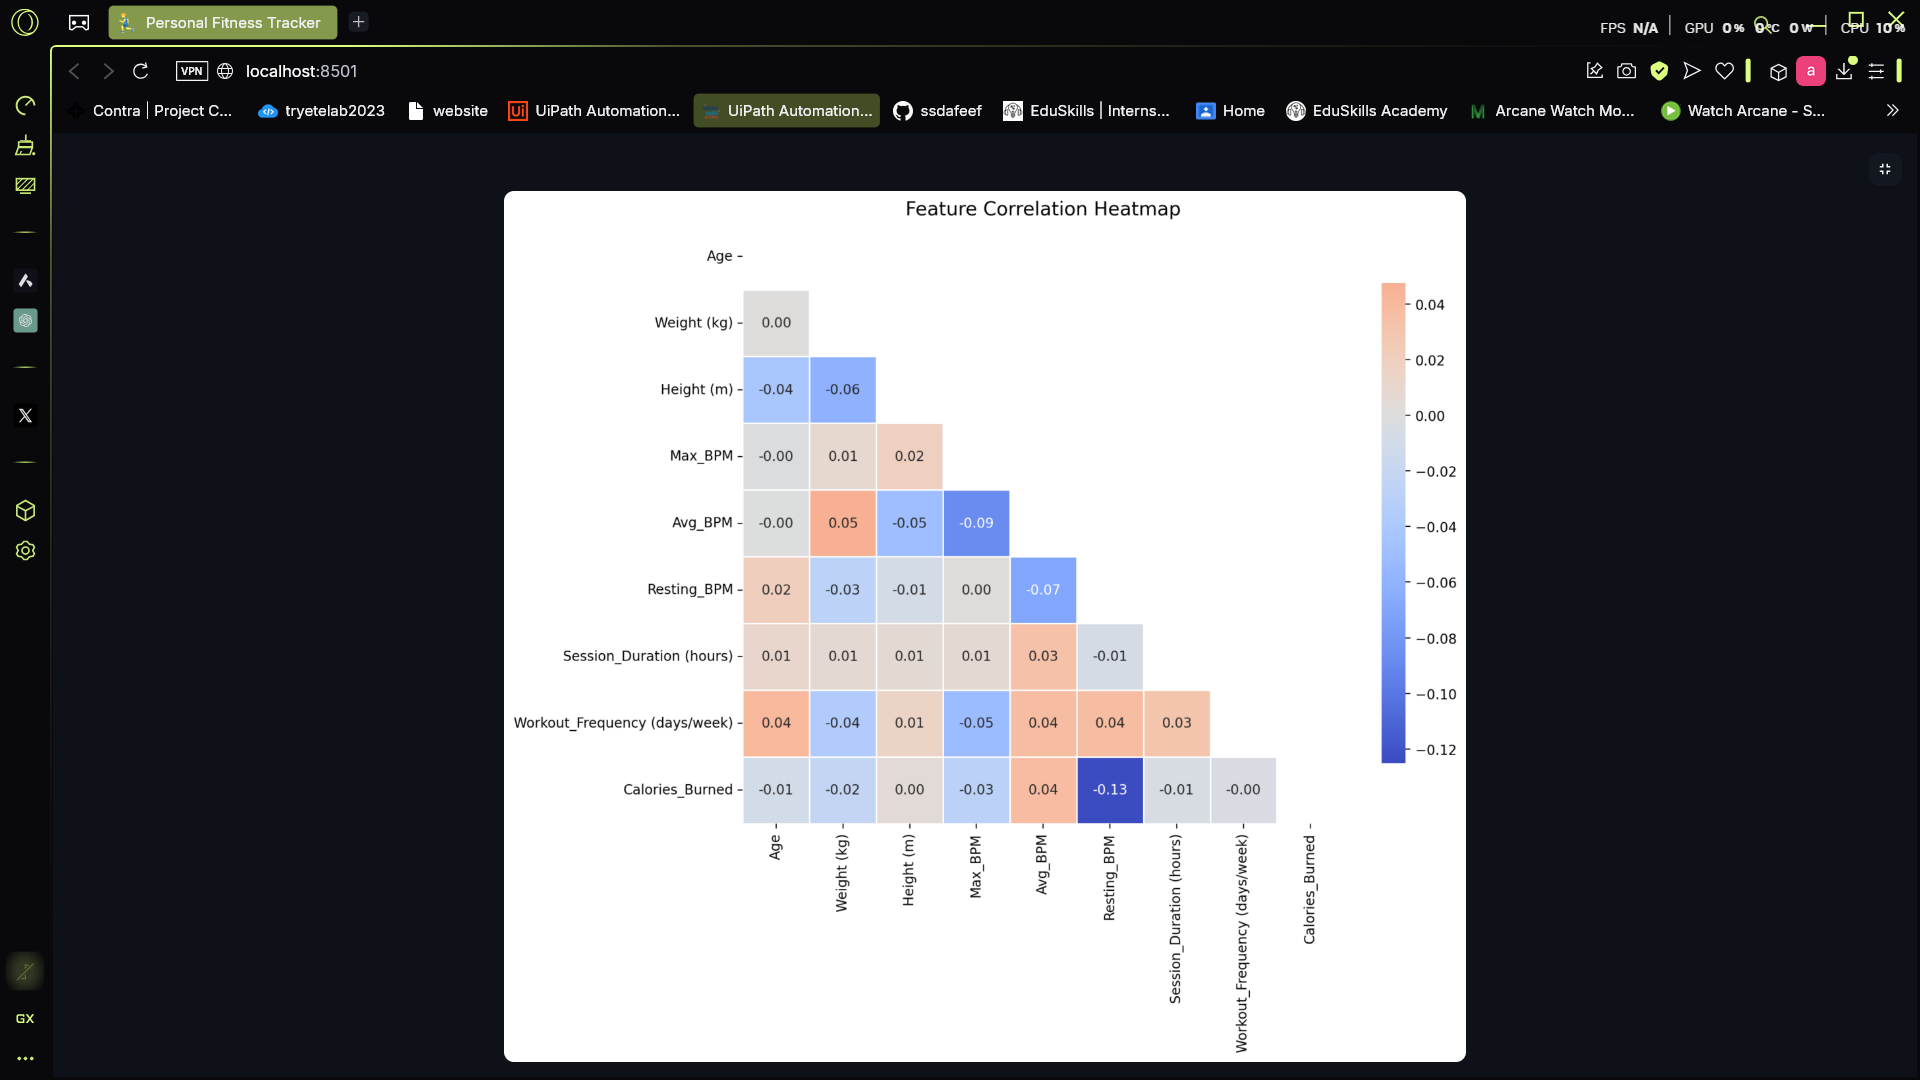 Personal Fitness Tracker
FPS N/A GPU 0% 0°C 0W CPU 10%
VPN localhost:8501
a
Contra | Project C... tryetelab2023 website Ui UiPath Automation... UiPath Automation... ssdafeef EduSkills | Interns... Home EduSkills Academy M Arcane Watch Mo... Watch Arcane - S...
Feature Correlation Heatmap
Age
Weight (kg) 0.00
Height (m) -0.04 -0.06
Max_BPM -0.00 0.01 0.02
Avg_BPM -0.00 0.05 -0.05 -0.09
Resting_BPM 0.02 -0.03 -0.01 0.00 -0.07
Session_Duration (hours) 0.01 0.01 0.01 0.01 0.03 -0.01
Workout_Frequency (days/week) 0.04 -0.04 0.01 -0.05 0.04 0.04 0.03
Calories_Burned -0.01 -0.02 0.00 -0.03 0.04 -0.13 -0.01 -0.00
Age
Weight (kg)
Height (m)
Max_BPM
Avg_BPM
Resting_BPM
Session_Duration (hours)
Workout_Frequency (days/week)
Calories_Burned
0.04
0.02
0.00
−0.02
−0.04
−0.06
−0.08
−0.10
−0.12
GX